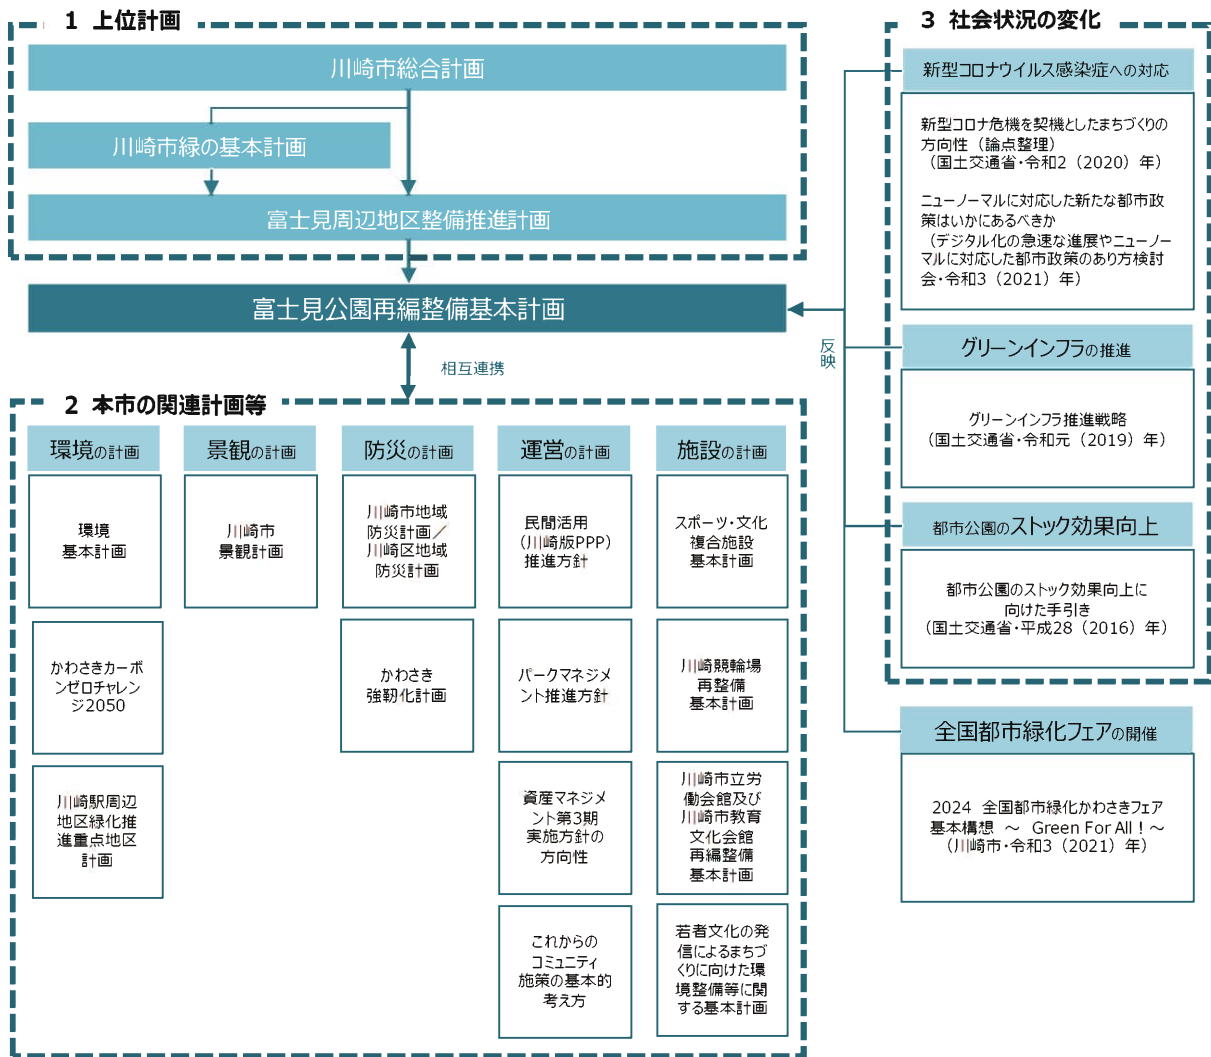 1 上位計画
川崎市総合計画
川崎市緑の基本計画
富士見周辺地区整備推進計画
富士見公園再編整備基本計画
相互連携
反映
2 本市の関連計画等
環境の計画
環境
基本計画
かわさきカーボ
ンゼロチャレン
ジ2050
川崎駅周辺
地区緑化推
進重点地区
計画
景観の計画
川崎市
景観計画
防災の計画
川崎市地域
防災計画／
川崎区地域
防災計画
かわさき
強靭化計画
運営の計画
民間活用
（川崎版PPP）
推進方針
パークマネジメ
ント推進方針
資産マネジメ
ント第3期
実施方針の
方向性
これからの
コミュニティ
施策の基本的
考え方
施設の計画
スポーツ・文化
複合施設
基本計画
川崎競輪場
再整備
基本計画
川崎市立労
働会館及び
川崎市教育
文化会館
再編整備
基本計画
若者文化の発
信によるまちづ
くりに向けた環
境整備等に関
する基本計画
3 社会状況の変化
新型コロナウイルス感染症への対応
新型コロナ危機を契機としたまちづくりの
方向性（論点整理）
（国土交通省・令和2（2020）年）
ニューノーマルに対応した新たな都市政
策はいかにあるべきか
（デジタル化の急速な進展やニューノー
マルに対応した都市政策のあり方検討
会・令和3（2021）年）
グリーンインフラの推進
グリーンインフラ推進戦略
（国土交通省・令和元（2019）年）
都市公園のストック効果向上
都市公園のストック効果向上に
向けた手引き
（国土交通省・平成28（2016）年）
全国都市緑化フェアの開催
2024 全国都市緑化かわさきフェア
基本構想 ～ Green For All！～
（川崎市・令和3（2021）年）